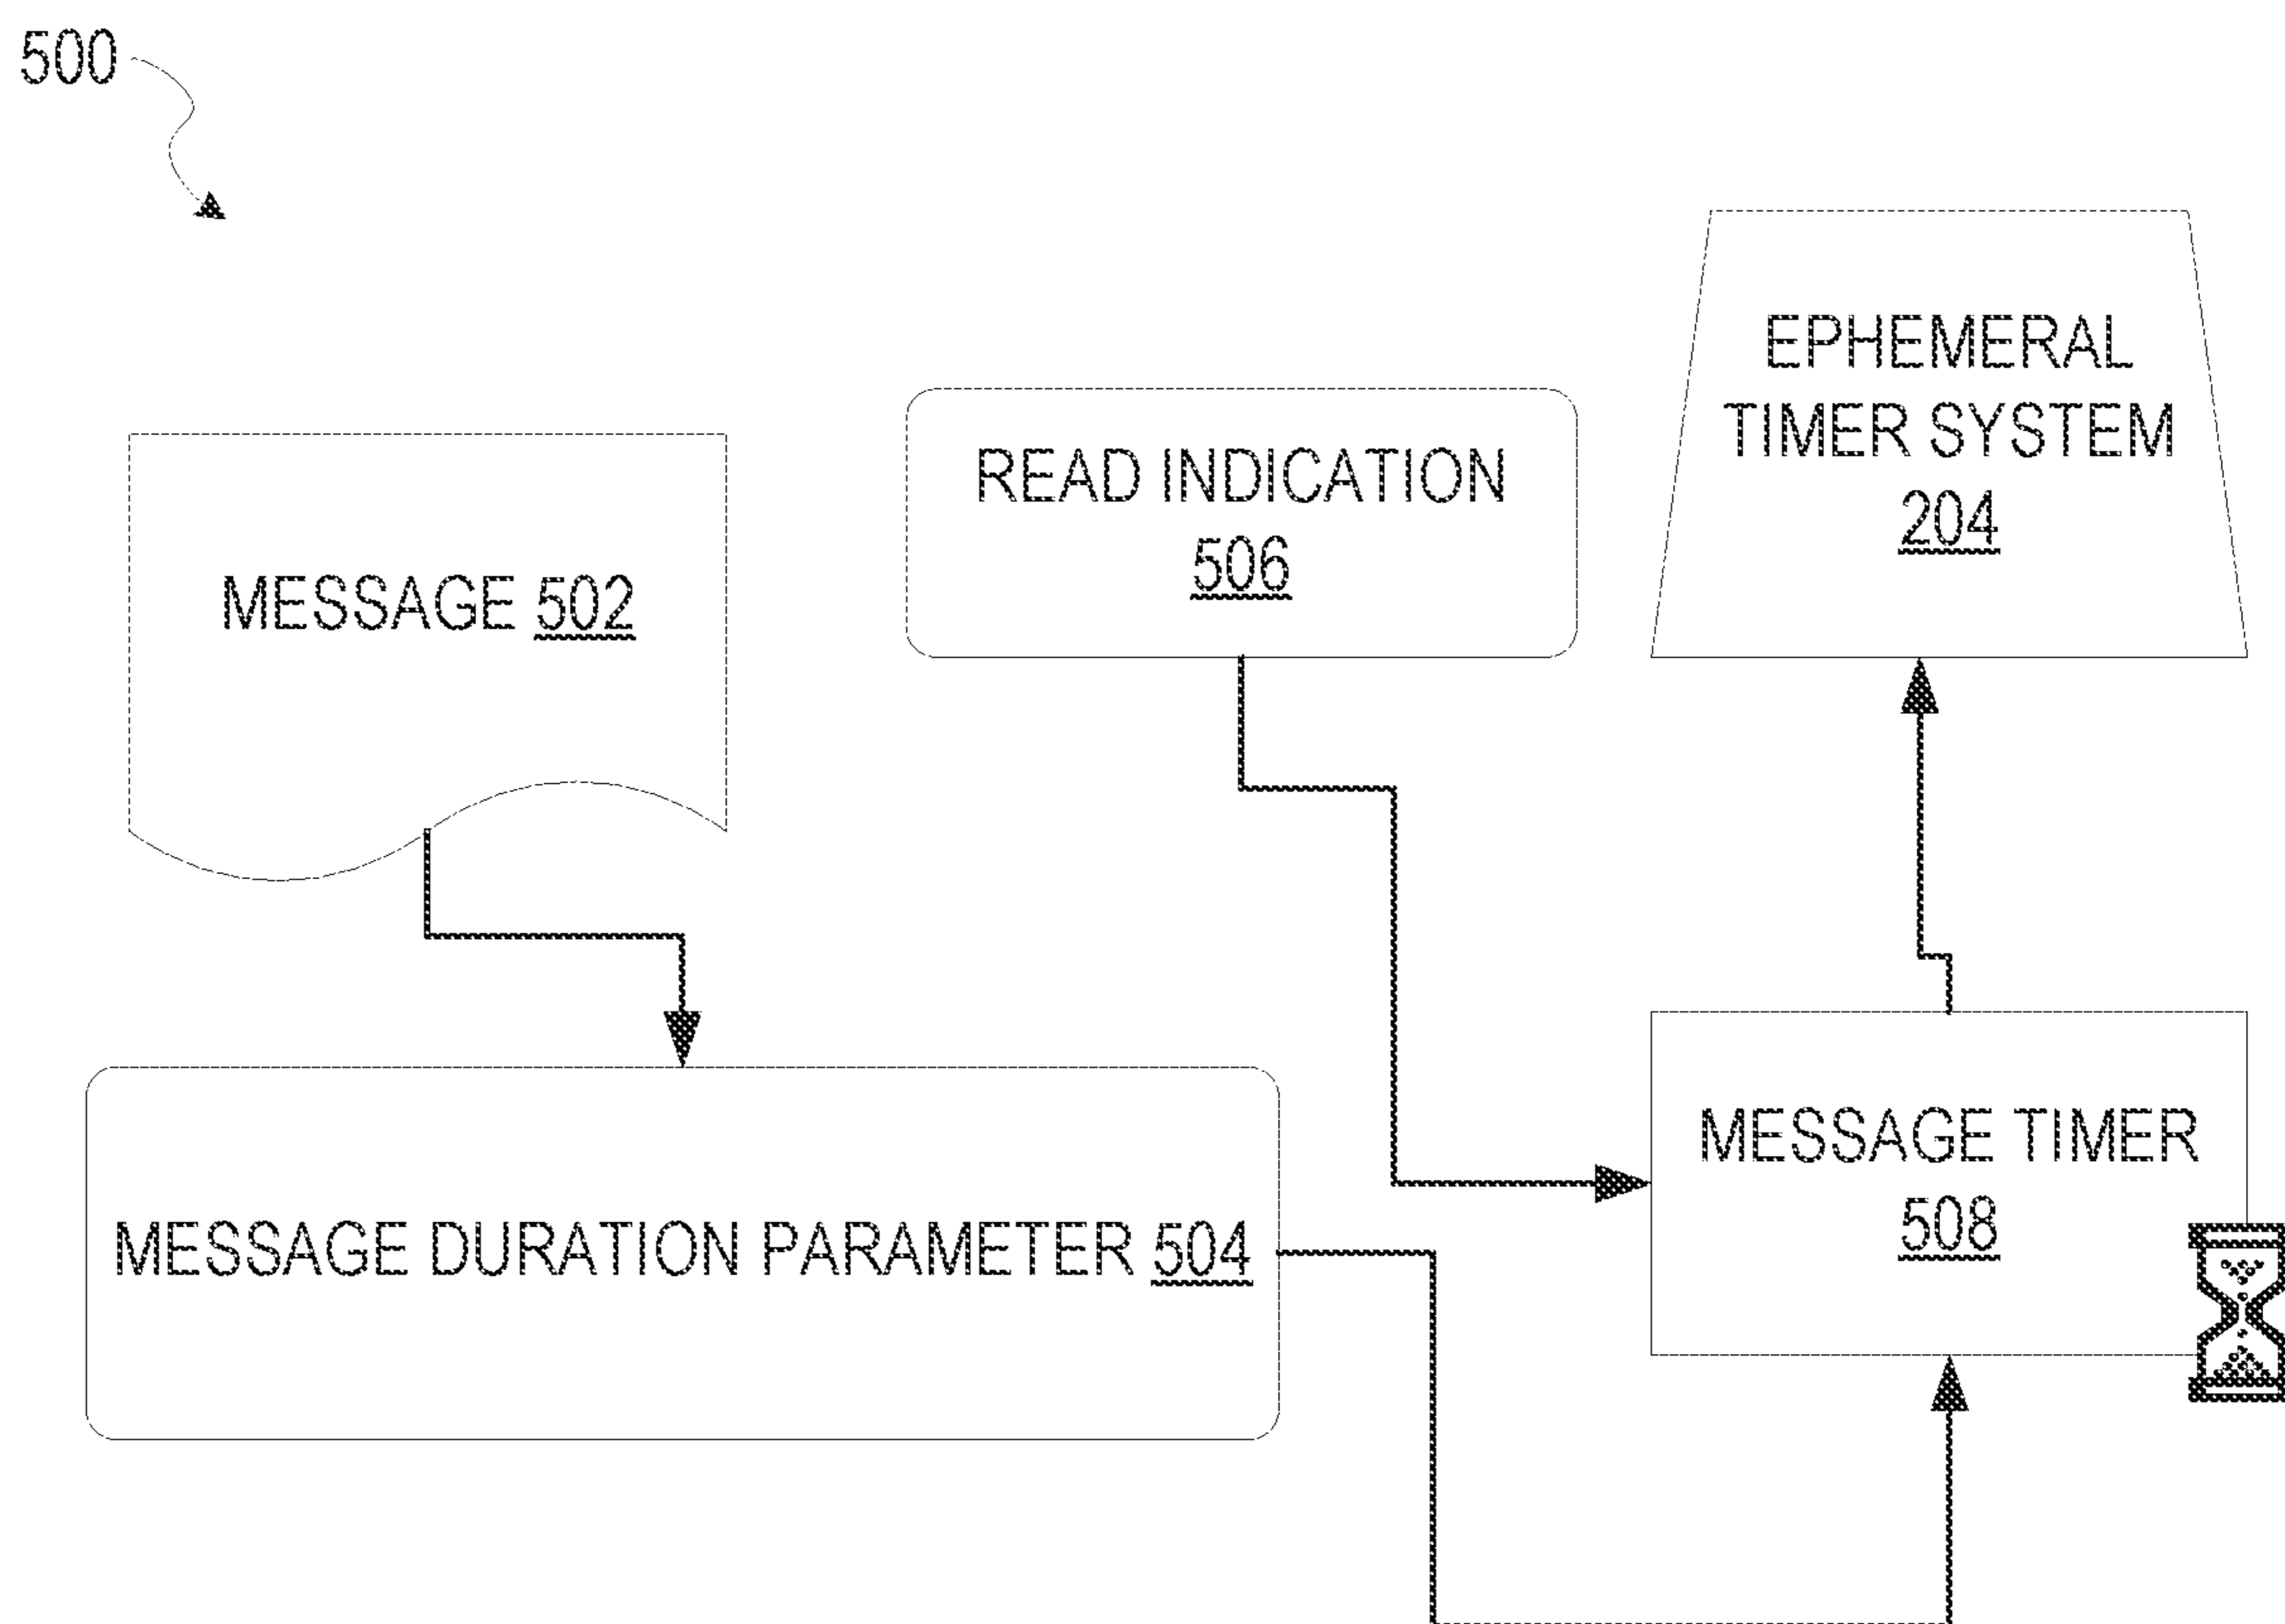 500
EPHEMERAL
TIMER SYSTEM
204
READ INDICATION
506
MESSAGE 502
MESSAGE TIMER
508
MESSAGE DURATION PARAMETER 504